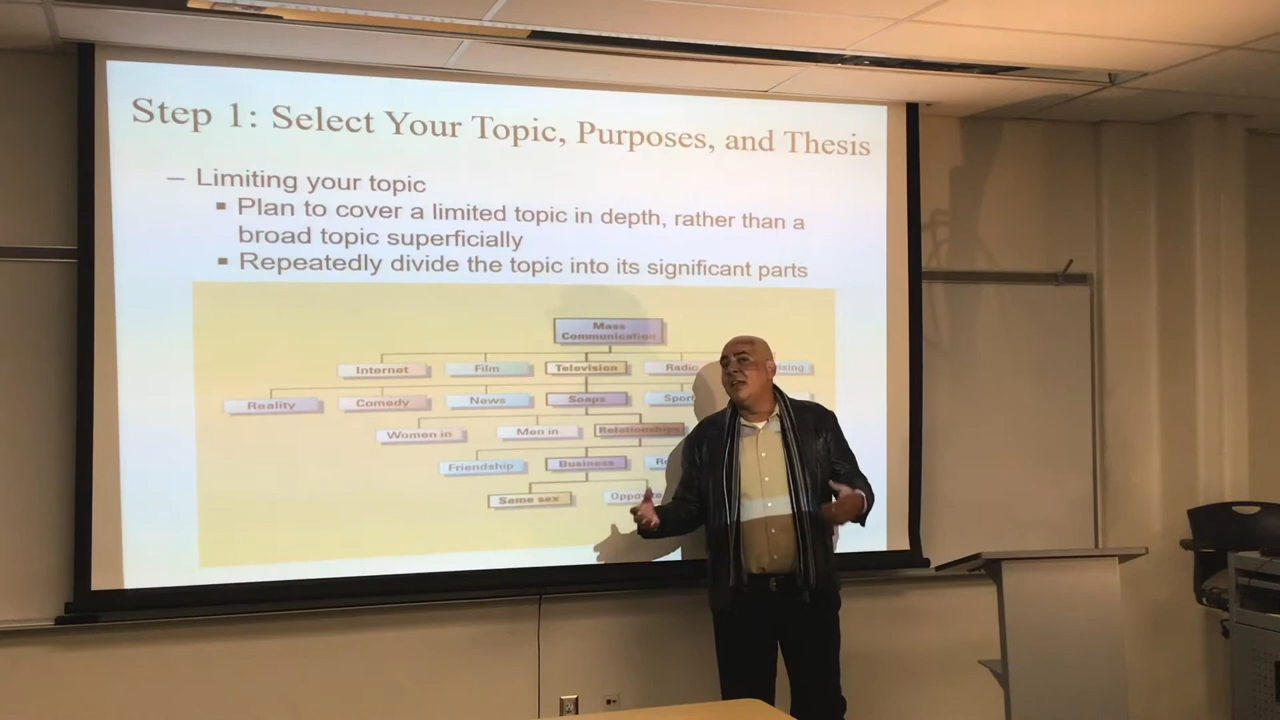 Step 1: Select Your Topic, Purposes, and Thesis
– Limiting your topic
▪ Plan to cover a limited topic in depth, rather than a
broad topic superficially
▪ Repeatedly divide the topic into its significant parts
Mass
Communication
Internet Film Television Radio
Reality Comedy News Soaps
Women in Men in Relationships
Friendship Business
Same sex